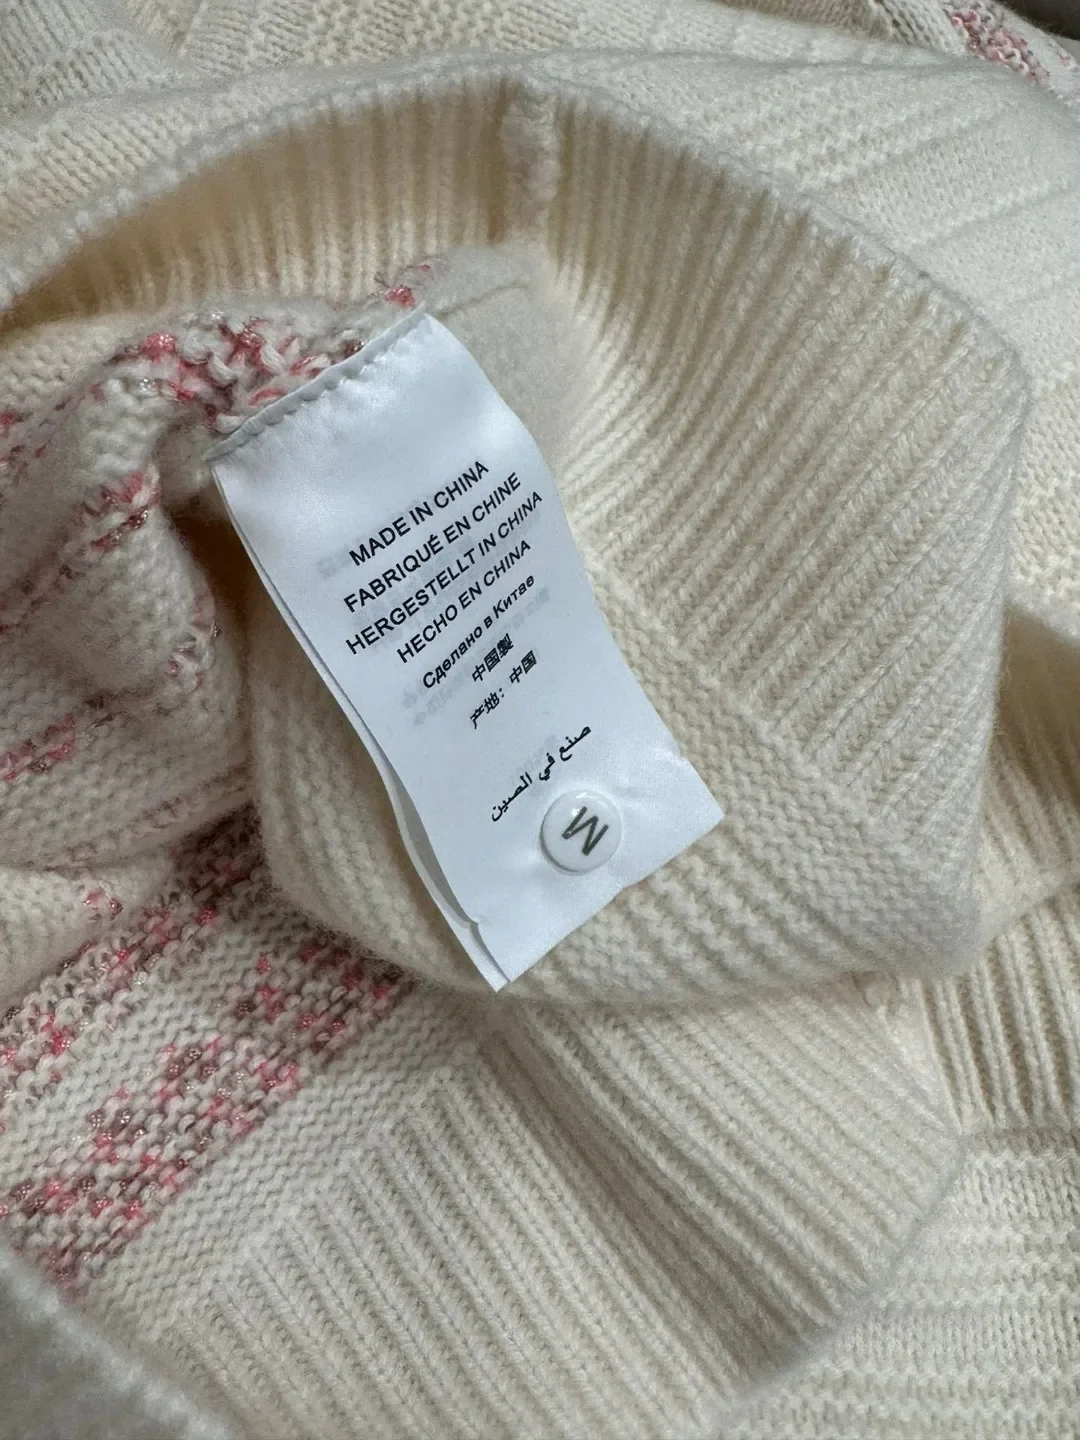 MADE IN CHINA
FABRIQUÉ EN CHINE
HERGESTELLT IN CHINA
HECHO EN CHINA
Сделано в Китае
中国製
产地：中国
صنع في الصين
M